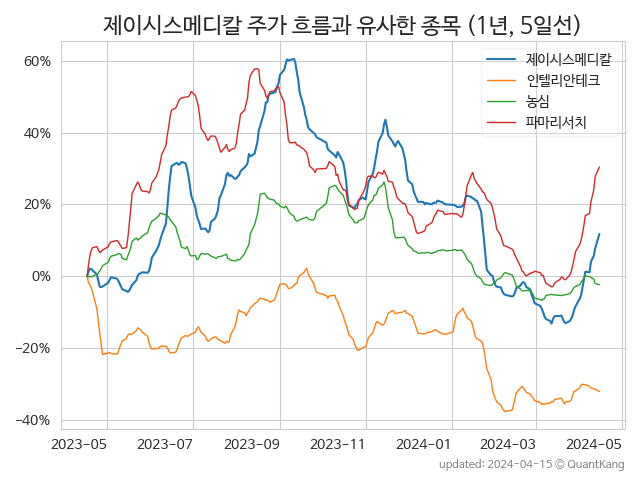 제이시스메디칼 주가 흐름과 유사한 종목 (1년, 5일선)
제이시스메디칼
인텔리안테크
농심
파마리서치
60%
40%
20%
0%
−20%
−40%
2023-05 2023-07 2023-09 2023-11 2024-01 2024-03 2024-05
updated: 2024-04-15 © QuantKang